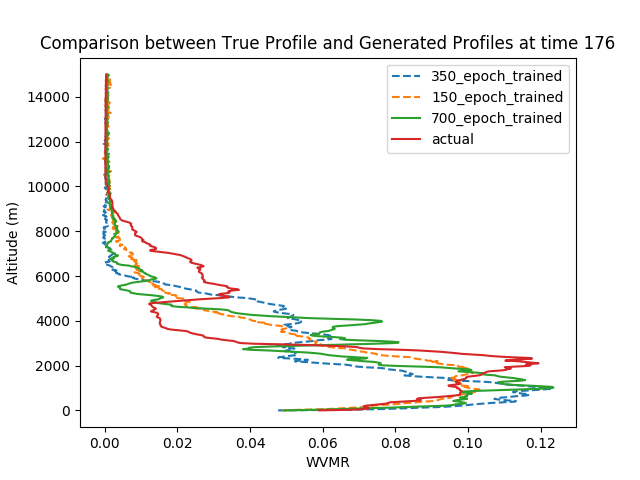 Comparison between True Profile and Generated Profiles at time 176
350_epoch_trained
150_epoch_trained
700_epoch_trained
actual
Altitude (m)
14000
12000
10000
8000
6000
4000
2000
0
0.00 0.02 0.04 0.06 0.08 0.10 0.12
WVMR